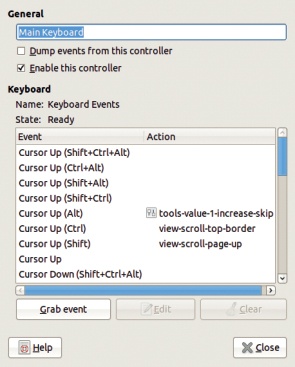 General
Main Keyboard
Dump events from this controller
Enable this controller
Keyboard
Name: Keyboard Events
State: Ready
Event Action
Cursor Up (Shift+Ctrl+Alt)
Cursor Up (Ctrl+Alt)
Cursor Up (Shift+Alt)
Cursor Up (Shift+Ctrl)
Cursor Up (Alt) tools-value-1-increase-skip
Cursor Up (Ctrl) view-scroll-top-border
Cursor Up (Shift) view-scroll-page-up
Cursor Up
Cursor Down (Shift+Ctrl+Alt)
Grab event Edit Clear
Help Close